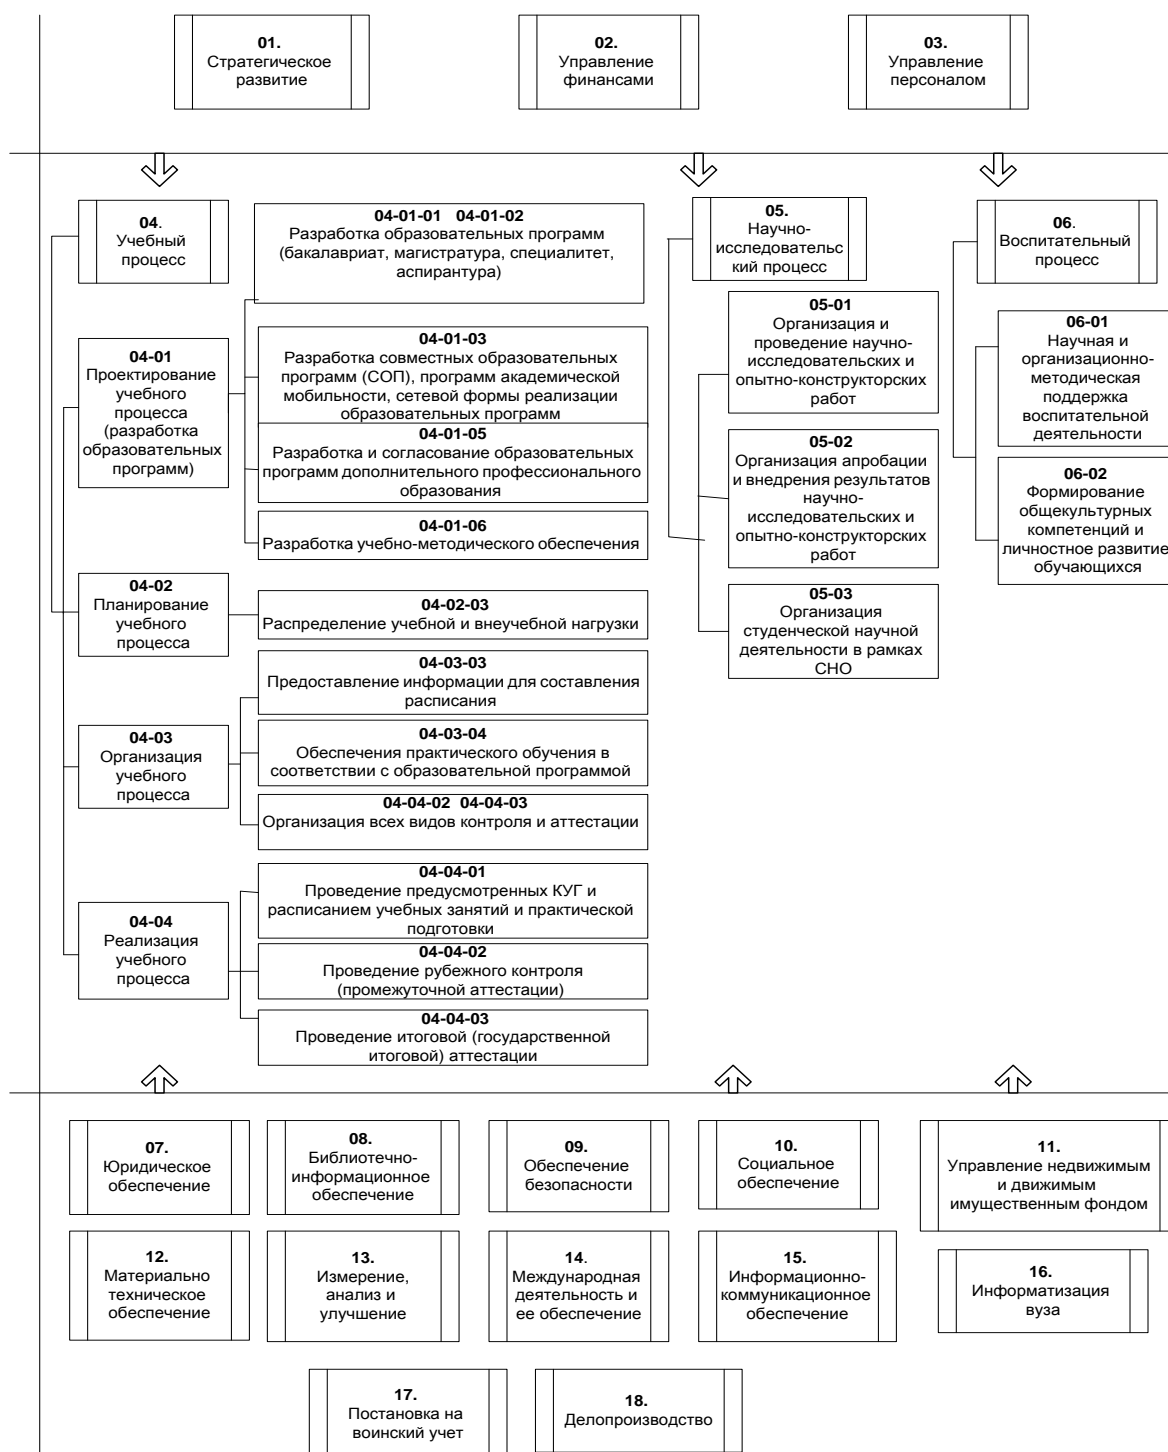 01.
Стратегическое
развитие
02.
Управление
финансами
03.
Управление
персоналом
04.
Учебный
процесс
04-01-01 04-01-02
Разработка образовательных программ
(бакалавриат, магистратура, специалитет,
аспирантура)
04-01
Проектирование
учебного
процесса
(разработка
образовательных
программ)
04-01-03
Разработка совместных образовательных
программ (СОП), программ академической
мобильности, сетевой формы реализации
образовательных программ
04-01-05
Разработка и согласование образовательных
программ дополнительного профессионального
образования
04-01-06
Разработка учебно-методического обеспечения
04-02
Планирование
учебного
процесса
04-02-03
Распределение учебной и внеучебной нагрузки
04-03
Организация
учебного
процесса
04-03-03
Предоставление информации для составления
расписания
04-03-04
Обеспечения практического обучения в
соответствии с образовательной программой
04-04-02 04-04-03
Организация всех видов контроля и аттестации
04-04
Реализация
учебного
процесса
04-04-01
Проведение предусмотренных КУГ и
расписанием учебных занятий и практической
подготовки
04-04-02
Проведение рубежного контроля
(промежуточной аттестации)
04-04-03
Проведение итоговой (государственной
итоговой) аттестации
05.
Научно-
исследовательс
кий процесс
05-01
Организация и
проведение научно-
исследовательских и
опытно-конструкторских
работ
05-02
Организация апробации
и внедрения результатов
научно-
исследовательских и
опытно-конструкторских
работ
05-03
Организация
студенческой научной
деятельности в рамках
СНО
06.
Воспитательный
процесс
06-01
Научная и
организационно-
методическая
поддержка
воспитательной
деятельности
06-02
Формирование
общекультурных
компетенций и
личностное развитие
обучающихся
07.
Юридическое
обеспечение
08.
Библиотечно-
информационное
обеспечение
09.
Обеспечение
безопасности
10.
Социальное
обеспечение
11.
Управление недвижимым
и движимым
имущественным фондом
12.
Материально
техническое
обеспечение
13.
Измерение,
анализ и
улучшение
14.
Международная
деятельность и
ее обеспечение
15.
Информационно-
коммуникационное
обеспечение
16.
Информатизация
вуза
17.
Постановка на
воинский учет
18.
Делопроизводство